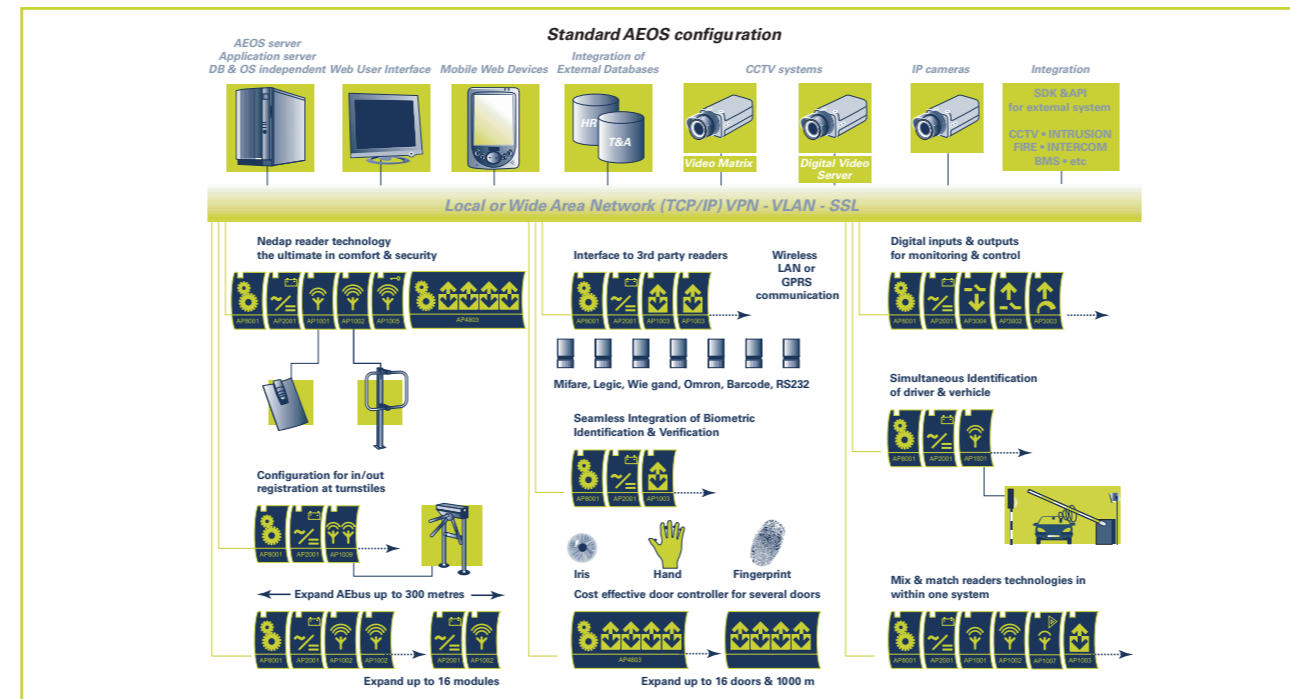 Standard AEOS configuration
AEOS server
Application server
DB & OS independent
Web User Interface
Mobile Web Devices
Integration of
External Databases
CCTV systems
IP cameras
Integration
HR
T&A
Video Matrix
Digital Video
Server
SDK &API
for external system
CCTV • INTRUSION
FIRE • INTERCOM
BMS • etc
Local or Wide Area Network (TCP/IP) VPN - VLAN - SSL
Nedap reader technology
the ultimate in comfort & security
AP8001 AP2001 AP1001 AP1002 AP1005 AP4803
Configuration for in/out
registration at turnstiles
AP8001 AP2001 AP1009
Expand AEbus up to 300 metres
AP8001 AP2001 AP1002 AP1002 AP2001 AP1002
Expand up to 16 modules
Interface to 3rd party readers
Wireless
LAN or
GPRS
communication
AP8001 AP2001 AP1003 AP1003
Mifare, Legic, Wie gand, Omron, Barcode, RS232
Seamless Integration of Biometric
Identification & Verification
AP8001 AP2001 AP1003
Iris
Hand
Fingerprint
Cost effective door controller for several doors
AP4803
Expand up to 16 doors & 1000 m
Digital inputs & outputs
for monitoring & control
AP8001 AP2001 AP3004 AP3002 AP3003
Simultaneous Identification
of driver & verhicle
AP8001 AP2001 AP1001
Mix & match readers technologies in
within one system
AP8001 AP2001 AP1001 AP1002 AP1007 AP1003